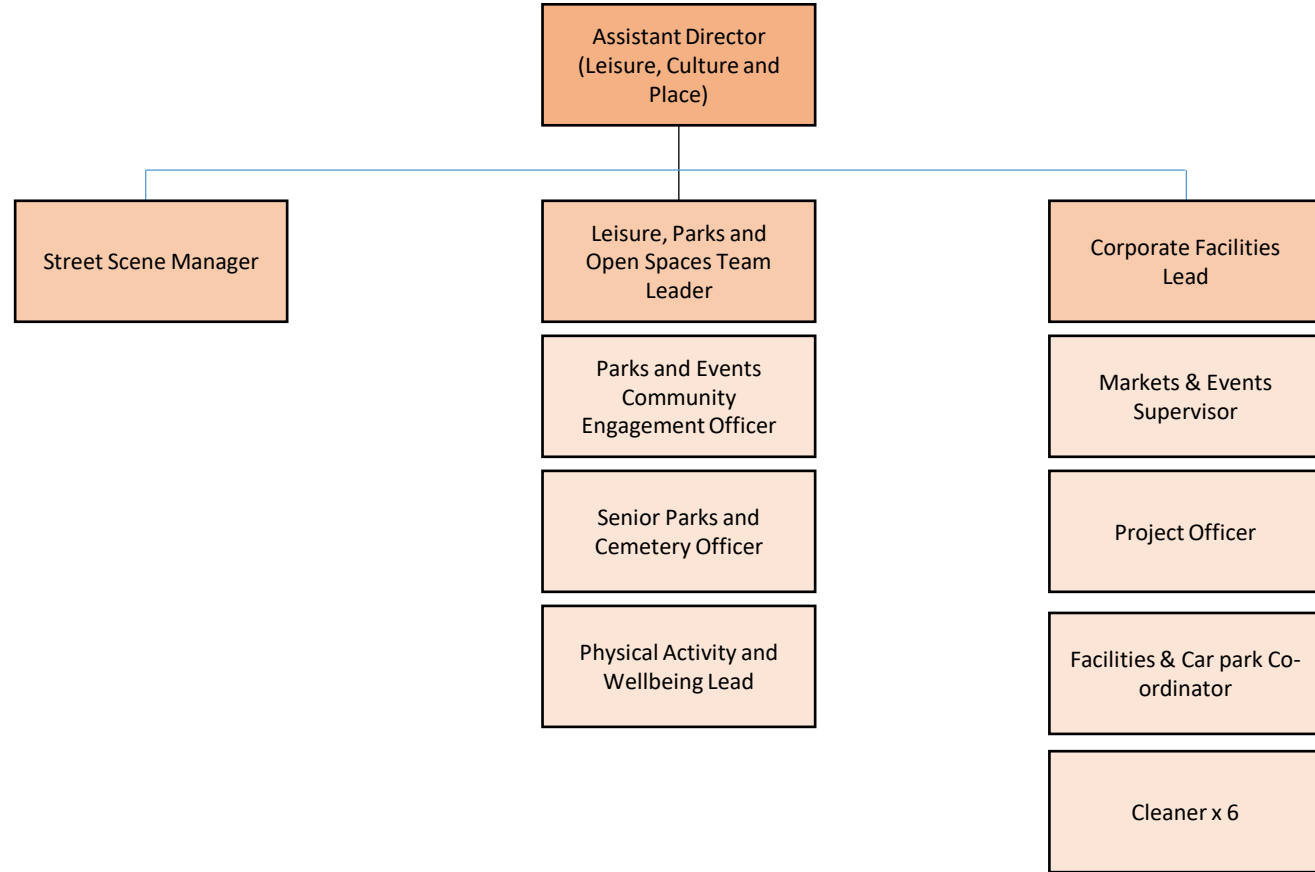 Assistant Director
(Leisure, Culture and
Place)
Street Scene Manager
Leisure, Parks and
Open Spaces Team
Leader
Corporate Facilities
Lead
Parks and Events
Community
Engagement Officer
Markets & Events
Supervisor
Senior Parks and
Cemetery Officer
Project Officer
Physical Activity and
Wellbeing Lead
Facilities & Car park Co-
ordinator
Cleaner x 6